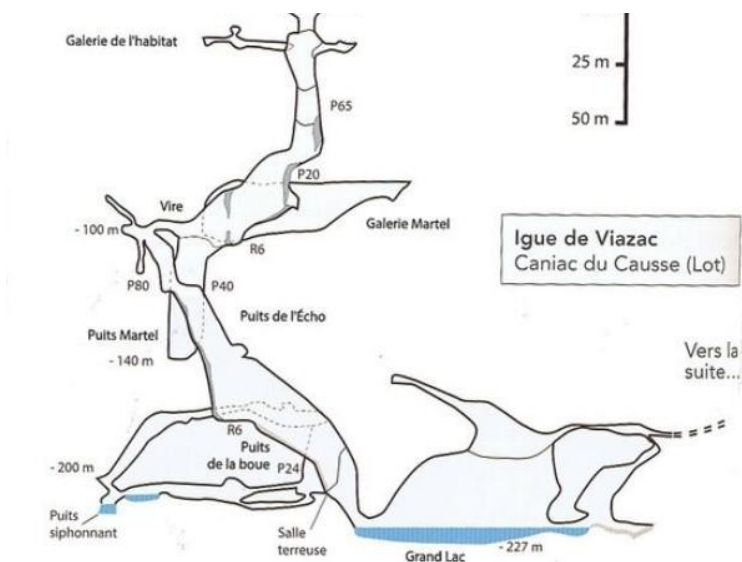 Galerie de l'habitat
25 m
50 m
P65
P20
Vire
Galerie Martel
- 100 m
R6
Igue de Viazac
Caniac du Causse (Lot)
P80
P40
Puits de l'Écho
Puits Martel
- 140 m
Vers la
suite...
R6
Puits
de la boue
P24
- 200 m
Puits
siphonnant
Salle
terreuse
Grand Lac
- 227 m